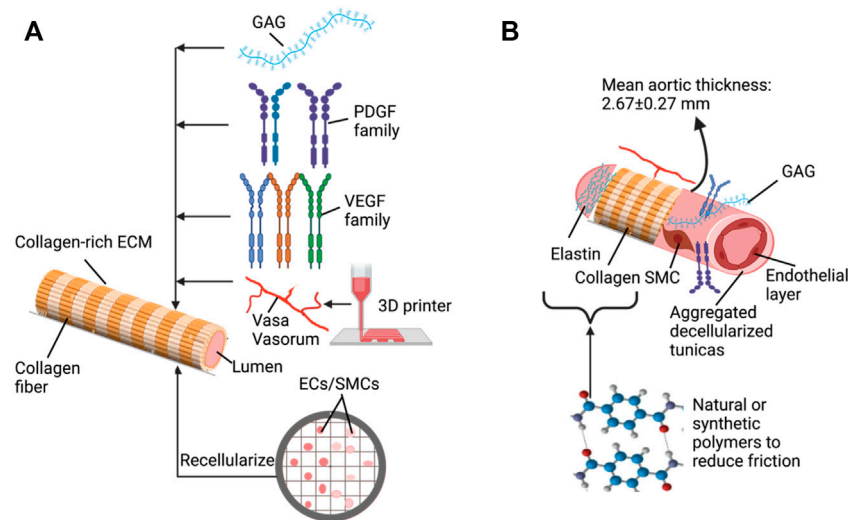 A
GAG
PDGF
family
VEGF
family
Collagen-rich ECM
3D printer
Vasa
Vasorum
Collagen
fiber
Lumen
ECs/SMCs
Recellularize
B
Mean aortic thickness:
2.67±0.27 mm
GAG
Elastin
Collagen SMC
Endothelial
layer
Aggregated
decellularized
tunicas
Natural or
synthetic
polymers to
reduce friction